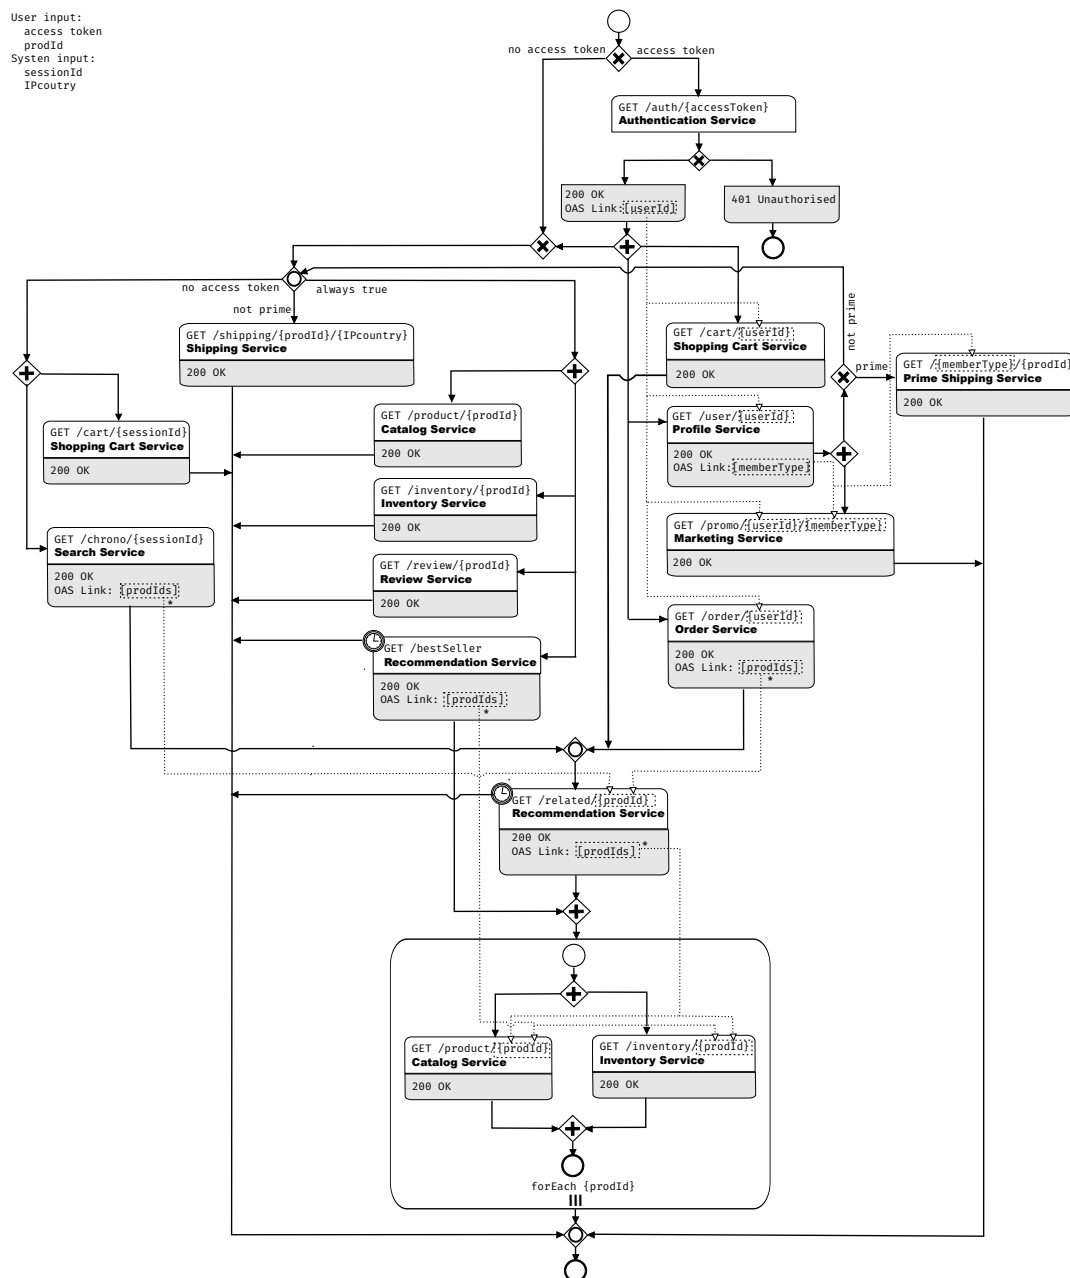 User input:
access token
prodId
Systen input:
sessionId
IPcoutry
no access token
access token
GET /auth/{accessToken}
Authentication Service
200 OK
OAS Link:[userId]
401 Unauthorised
no access token
always true
not prime
GET /shipping/{prodId}/{IPcountry}
Shipping Service
200 OK
GET /cart/{userId}
Shopping Cart Service
200 OK
not prime
prime
GET /{memberType}/{prodId}
Prime Shipping Service
200 OK
GET /cart/{sessionId}
Shopping Cart Service
200 OK
GET /product/{prodId}
Catalog Service
200 OK
GET /user/{userId}
Profile Service
200 OK
OAS Link:[memberType]
GET /inventory/{prodId}
Inventory Service
200 OK
GET /promo/{userId}/{memberType}
Marketing Service
200 OK
GET /chrono/{sessionId}
Search Service
200 OK
OAS Link: [prodIds]
*
GET /review/{prodId}
Review Service
200 OK
GET /order/{userId}
Order Service
200 OK
OAS Link: [prodIds]
*
GET /bestSeller
Recommendation Service
200 OK
OAS Link: [prodIds]
*
GET /related/{prodId}
Recommendation Service
200 OK
OAS Link: [prodIds]
*
GET /product/{prodId}
Catalog Service
200 OK
GET /inventory/{prodId}
Inventory Service
200 OK
forEach {prodId}